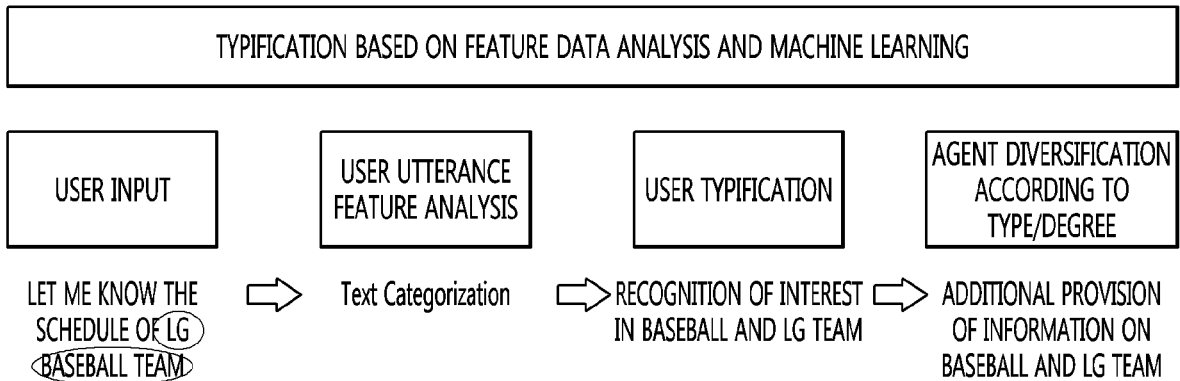 TYPIFICATION BASED ON FEATURE DATA ANALYSIS AND MACHINE LEARNING
USER INPUT
USER UTTERANCE
FEATURE ANALYSIS
USER TYPIFICATION
AGENT DIVERSIFICATION
ACCORDING TO
TYPE/DEGREE
LET ME KNOW THE
SCHEDULE OF LG
BASEBALL TEAM
Text Categorization
RECOGNITION OF INTEREST
IN BASEBALL AND LG TEAM
ADDITIONAL PROVISION
OF INFORMATION ON
BASEBALL AND LG TEAM